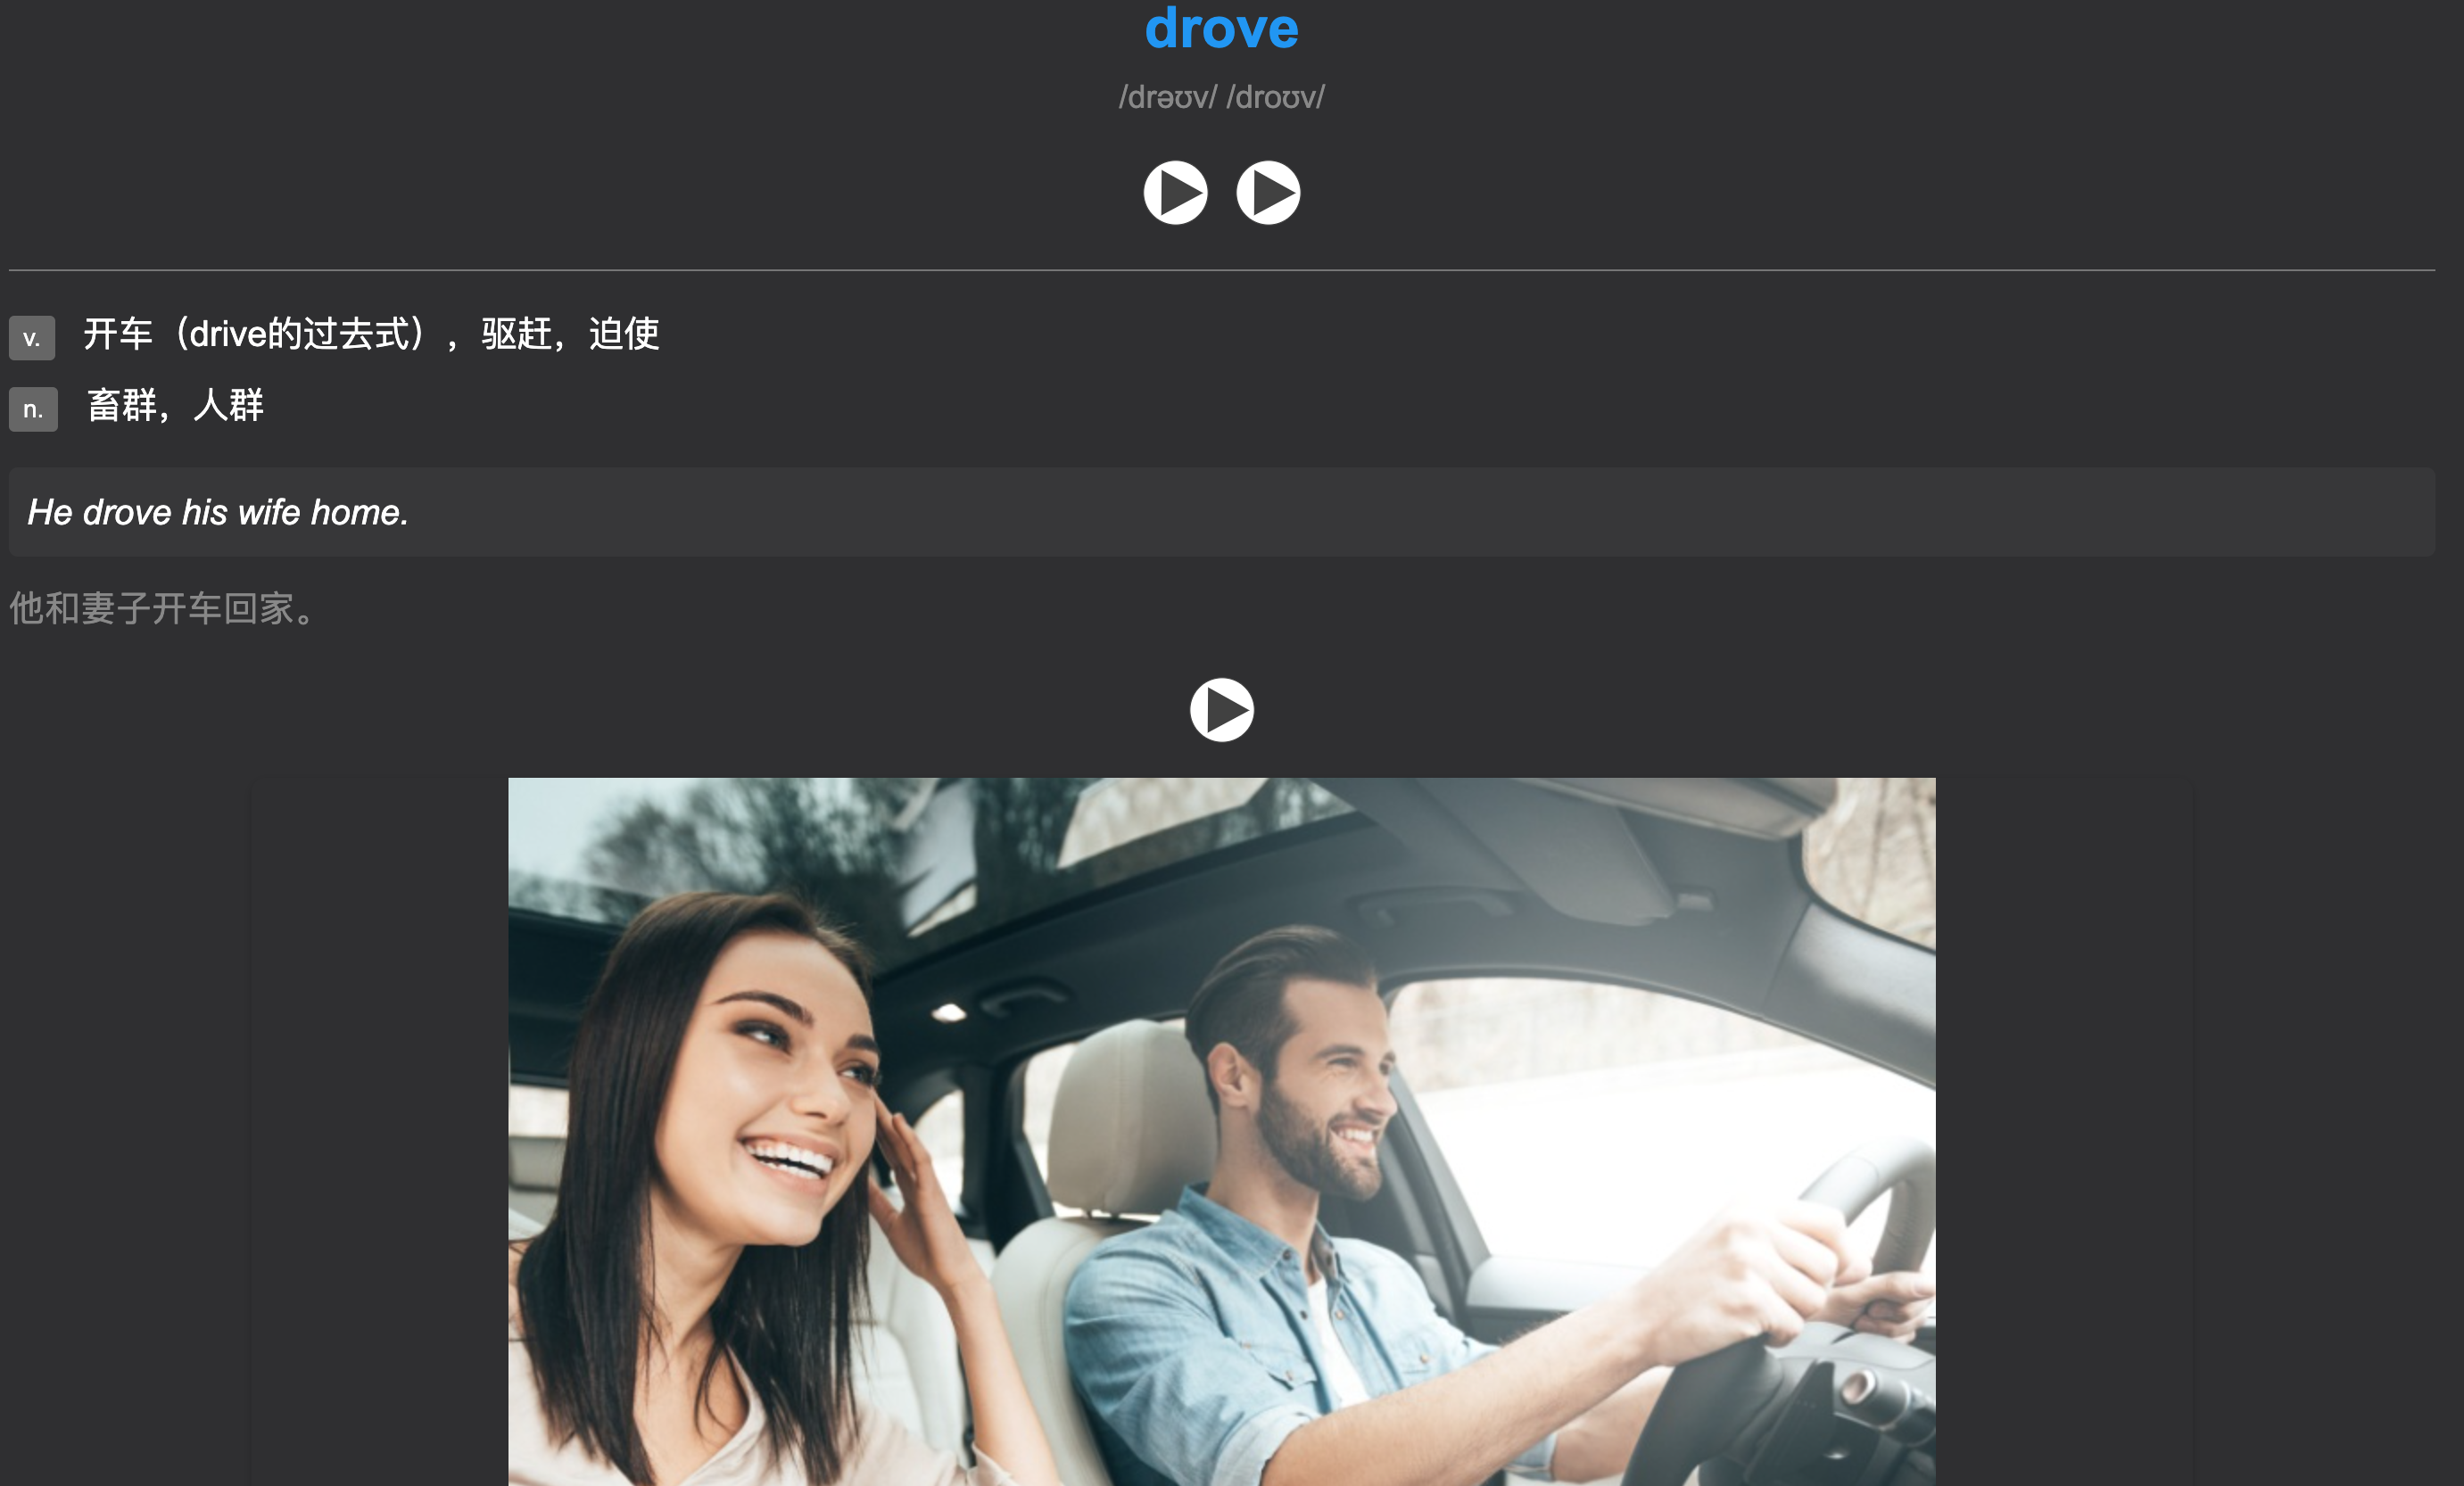 drove
/drəʊv/ /droʊv/
v. 开车（drive的过去式），驱赶，迫使
n. 畜群，人群
He drove his wife home.
他和妻子开车回家。